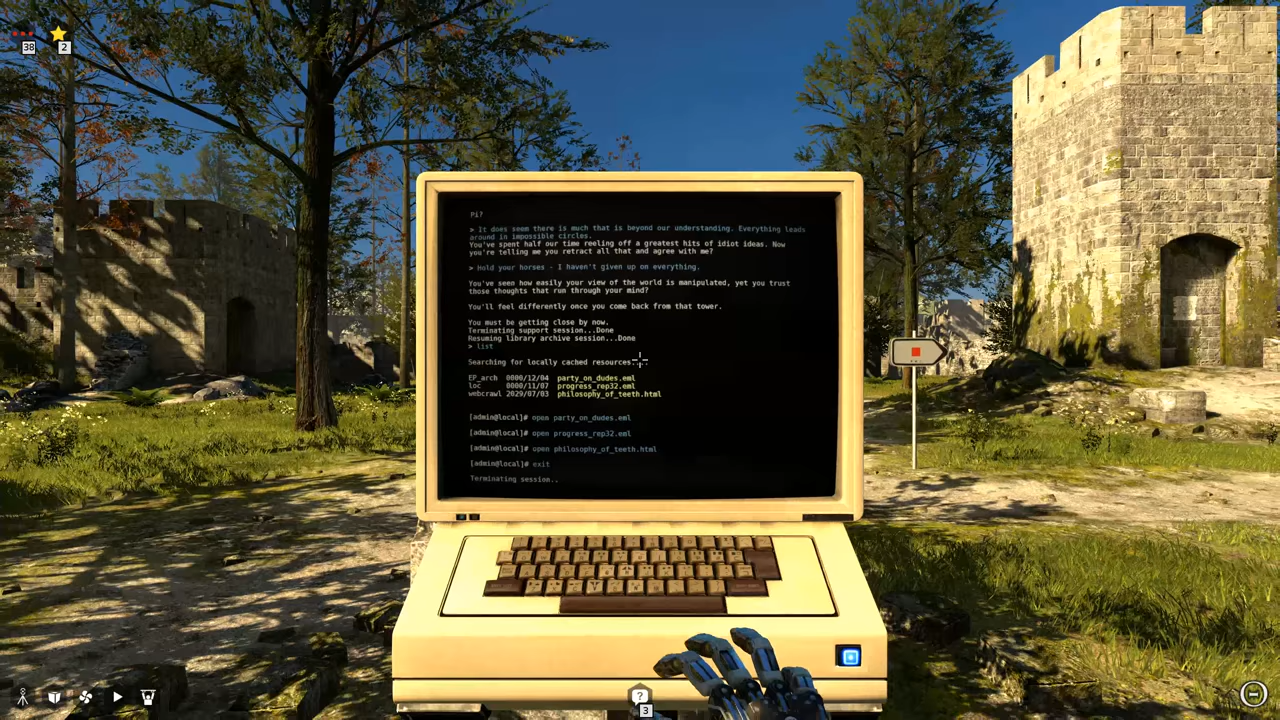 38
2
Pi?
> It does seem there is much that is beyond our understanding. Everything leads
around in impossible circles.
You've spent half our time reeling off a greatest hits of idiot ideas. Now
you're telling me you retract all that and agree with me?
> Hold your horses - I haven't given up on everything.
You've seen how easily your view of the world is manipulated, yet you trust
those thoughts that run through your mind?
You'll feel differently once you come back from that tower.
You must be getting close by now.
Terminating support session...Done
Resuming library archive session...Done
> list
Searching for locally cached resources...
EP_arch 0000/12/04 party_on_dudes.eml
loc 0000/11/07 progress_rep32.eml
webcrawl 2029/07/03 philosophy_of_teeth.html
[admin@local]# open party_on_dudes.eml
[admin@local]# open progress_rep32.eml
[admin@local]# open philosophy_of_teeth.html
[admin@local]# exit
Terminating session..
?
3